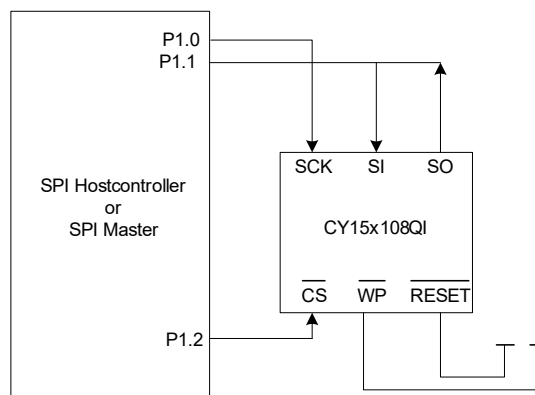 P1.0
P1.1
SCK SI SO
SPI Hostcontroller
or
SPI Master
CY15x108QI
CS WP RESET
P1.2